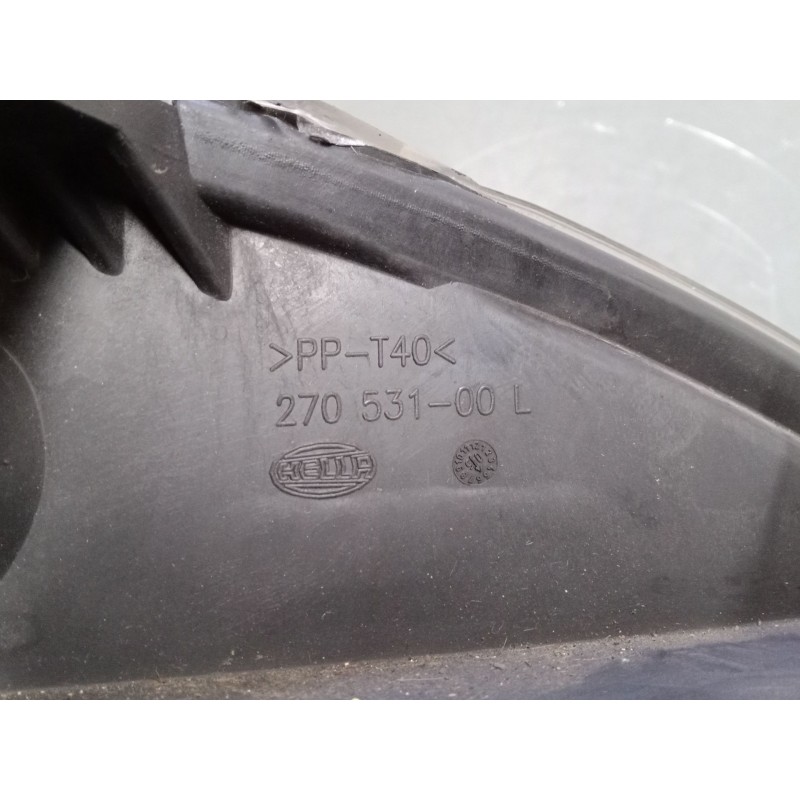 >PP-T40<
270 531-00 L
HELLA